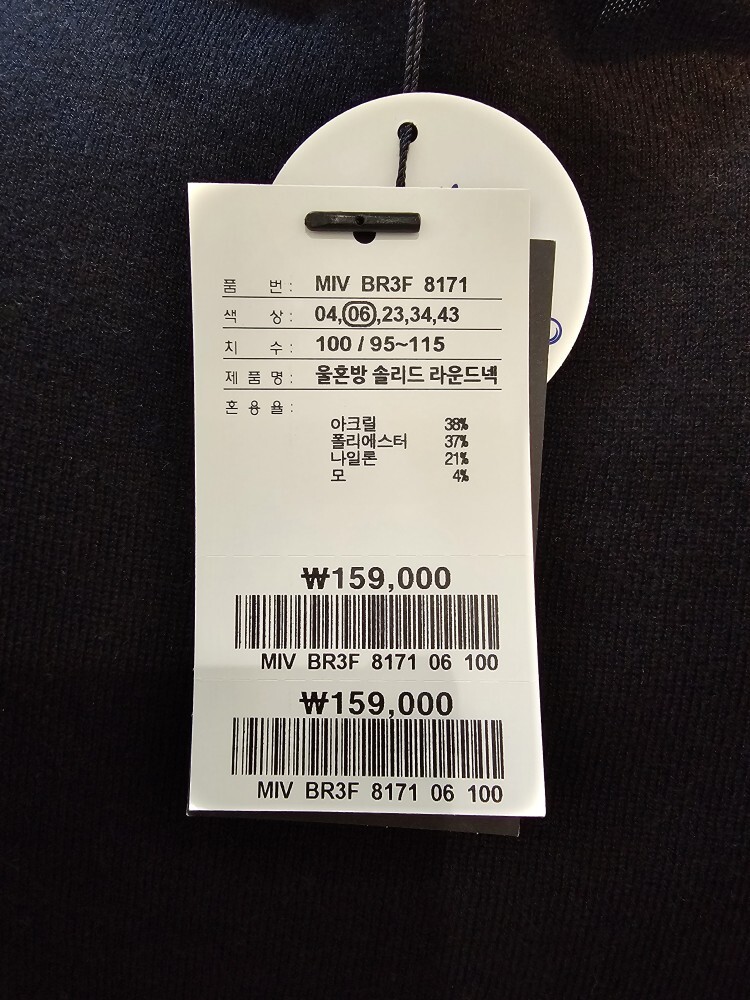 품 번 : MIV BR3F 8171
색 상 : 04,06,23,34,43
치 수 : 100 / 95~115
제 품 명 : 울혼방 솔리드 라운드넥
혼 용 율 :
아크릴 38%
폴리에스터 37%
나일론 21%
모 4%
₩159,000
MIV BR3F 8171 06 100
₩159,000
MIV BR3F 8171 06 100